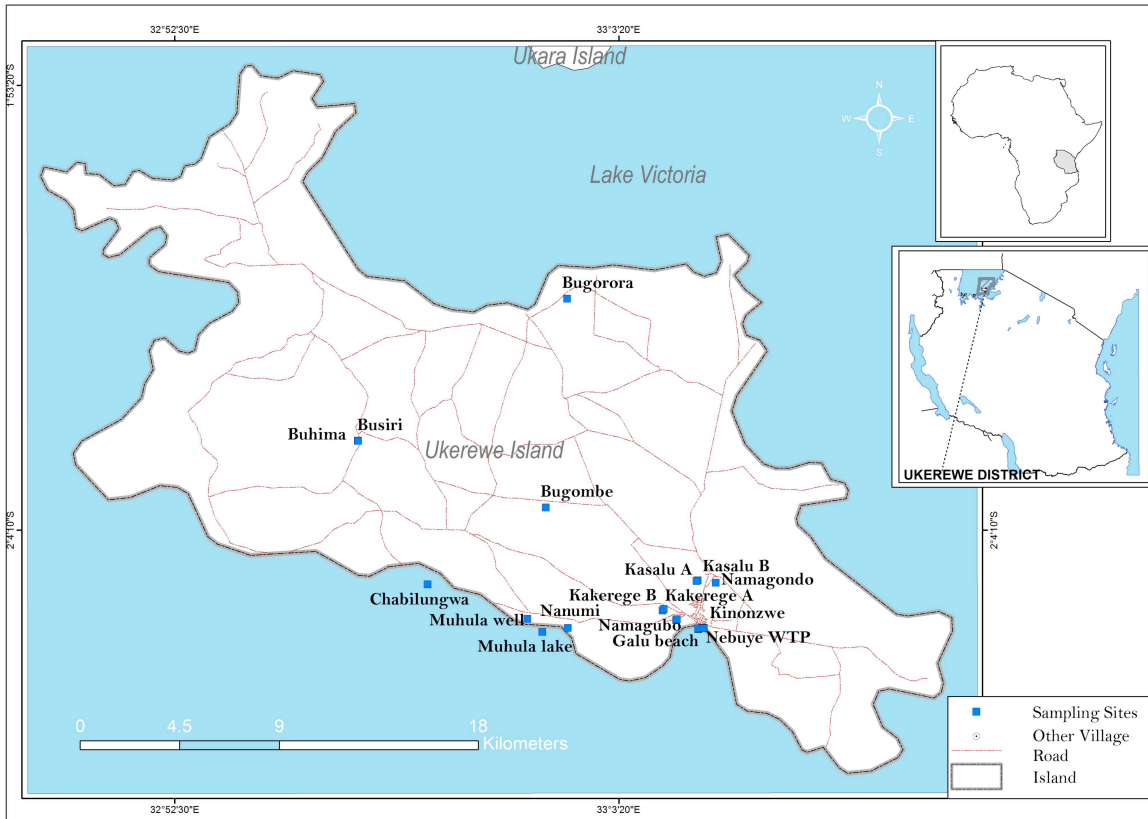 32°52'30"E
33°3'20"E
Ukara Island
1°53'20"S
N
W
E
S
Lake Victoria
Bugorora
Buhima
Busiri
Ukerewe Island
Bugombe
UKEREWE DISTRICT
2°4'10"S
2°4'10"S
Kasalu A
Kasalu B
Namagondo
Chabilungwa
Kakerege B
Kakerege A
Muhula well
Nanumi
Kinonzwe
Namagubo
Muhula lake
Galu beach
Nebuye WTP
0
4.5
9
18
Kilometers
Sampling Sites
Other Village
Road
Island
32°52'30"E
33°3'20"E